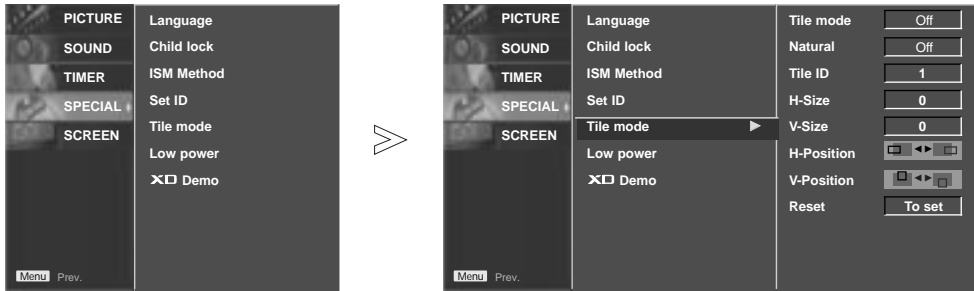 PICTURE
SOUND
TIMER
SPECIAL
SCREEN
Language
Child lock
ISM Method
Set ID
Tile mode
Low power
XD Demo
Menu Prev.
PICTURE
SOUND
TIMER
SPECIAL
SCREEN
Language
Child lock
ISM Method
Set ID
Tile mode
Low power
XD Demo
Tile mode Off
Natural Off
Tile ID 1
H-Size 0
V-Size 0
H-Position
V-Position
Reset To set
Menu Prev.